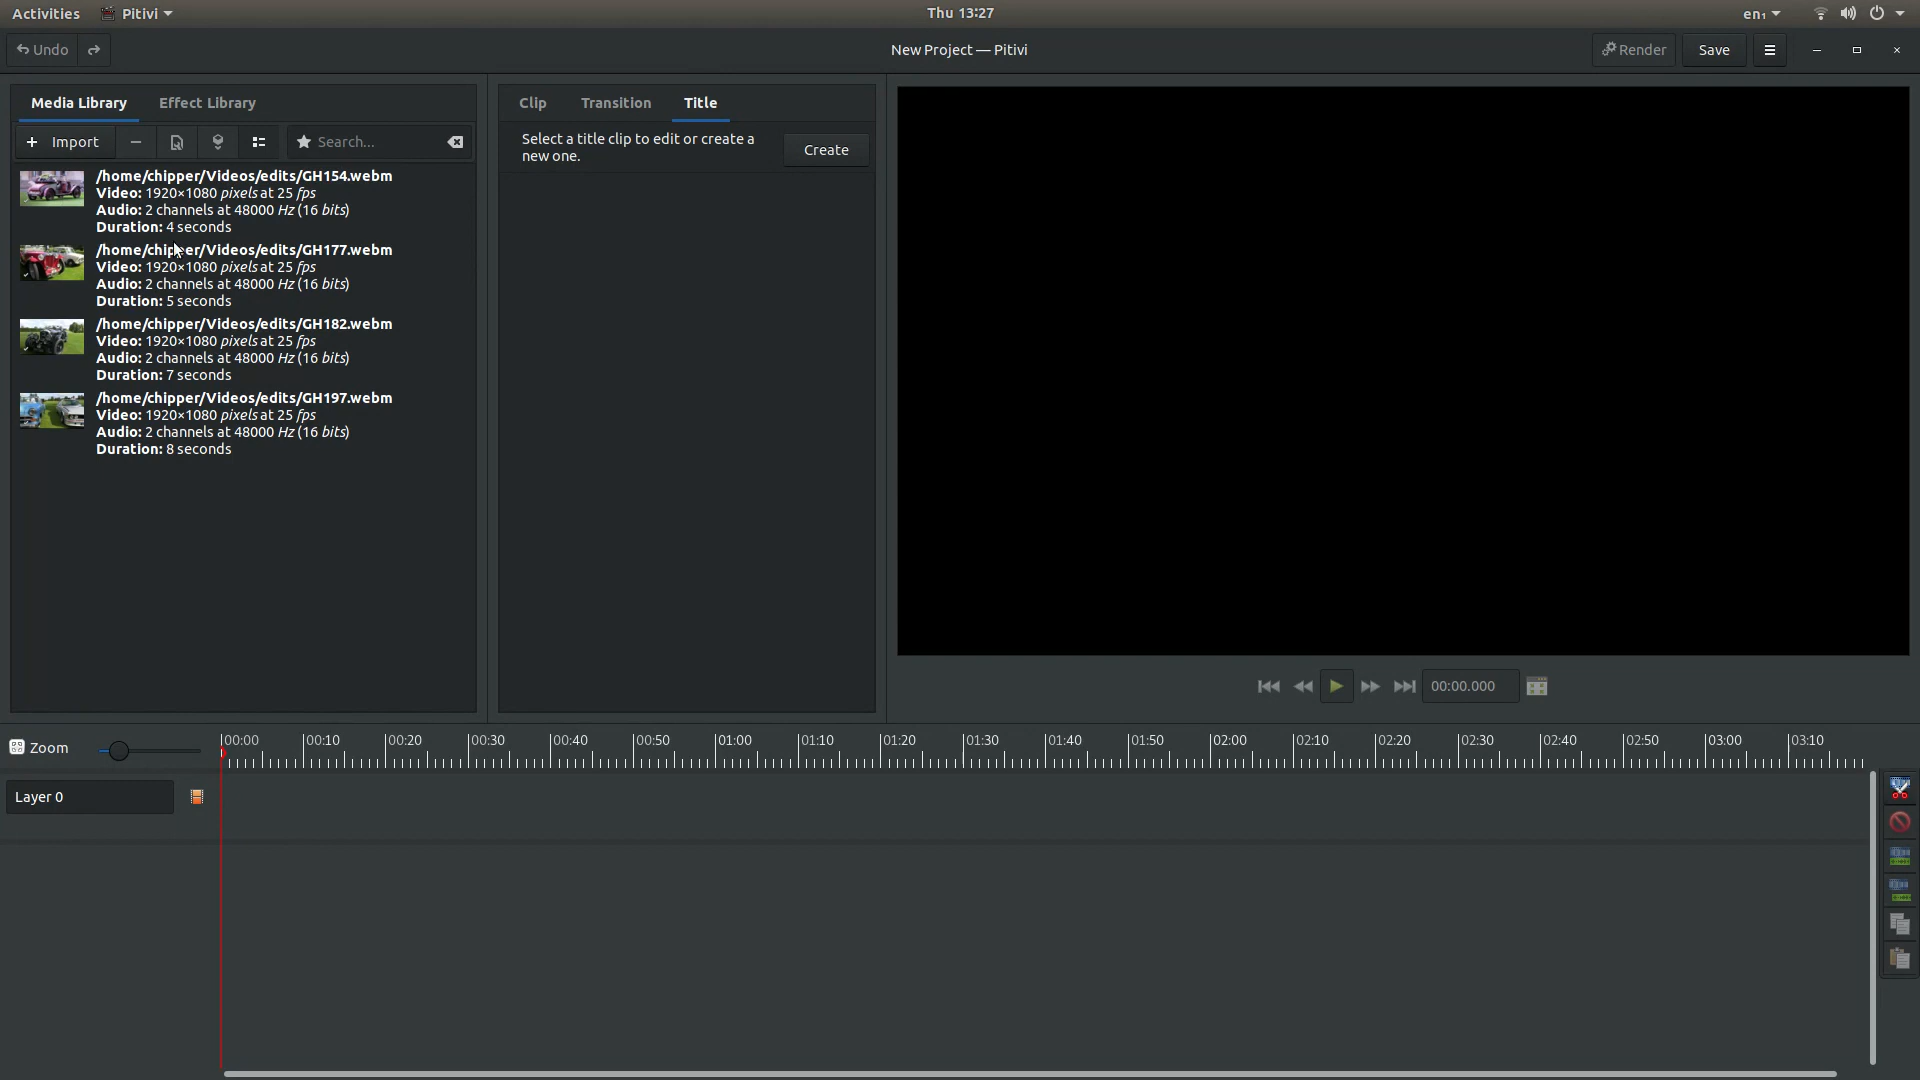 Activities
Pitivi
Thu 13:27
en₁
Undo
New Project — Pitivi
Render
Save
Media Library
Effect Library
Clip
Transition
Title
Import
Search...
Select a title clip to edit or create a
new one.
Create
/home/chipper/Videos/edits/GH154.webm
Video: 1920×1080 pixels at 25 fps
Audio: 2 channels at 48000 Hz (16 bits)
Duration: 4 seconds
/home/chipper/Videos/edits/GH177.webm
Video: 1920×1080 pixels at 25 fps
Audio: 2 channels at 48000 Hz (16 bits)
Duration: 5 seconds
/home/chipper/Videos/edits/GH182.webm
Video: 1920×1080 pixels at 25 fps
Audio: 2 channels at 48000 Hz (16 bits)
Duration: 7 seconds
/home/chipper/Videos/edits/GH197.webm
Video: 1920×1080 pixels at 25 fps
Audio: 2 channels at 48000 Hz (16 bits)
Duration: 8 seconds
00:00.000
Zoom
00:00 00:10 00:20 00:30 00:40 00:50 01:00 01:10 01:20 01:30 01:40 01:50 02:00 02:10 02:20 02:30 02:40 02:50 03:00 03:10
Layer 0